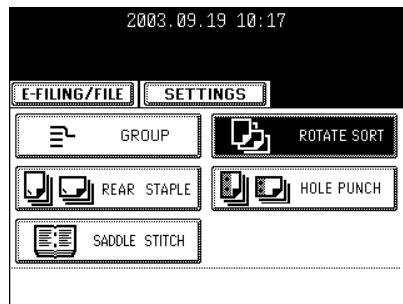 2003.09.19 10:17
E-FILING/FILE SETTINGS
GROUP ROTATE SORT
REAR STAPLE HOLE PUNCH
SADDLE STITCH